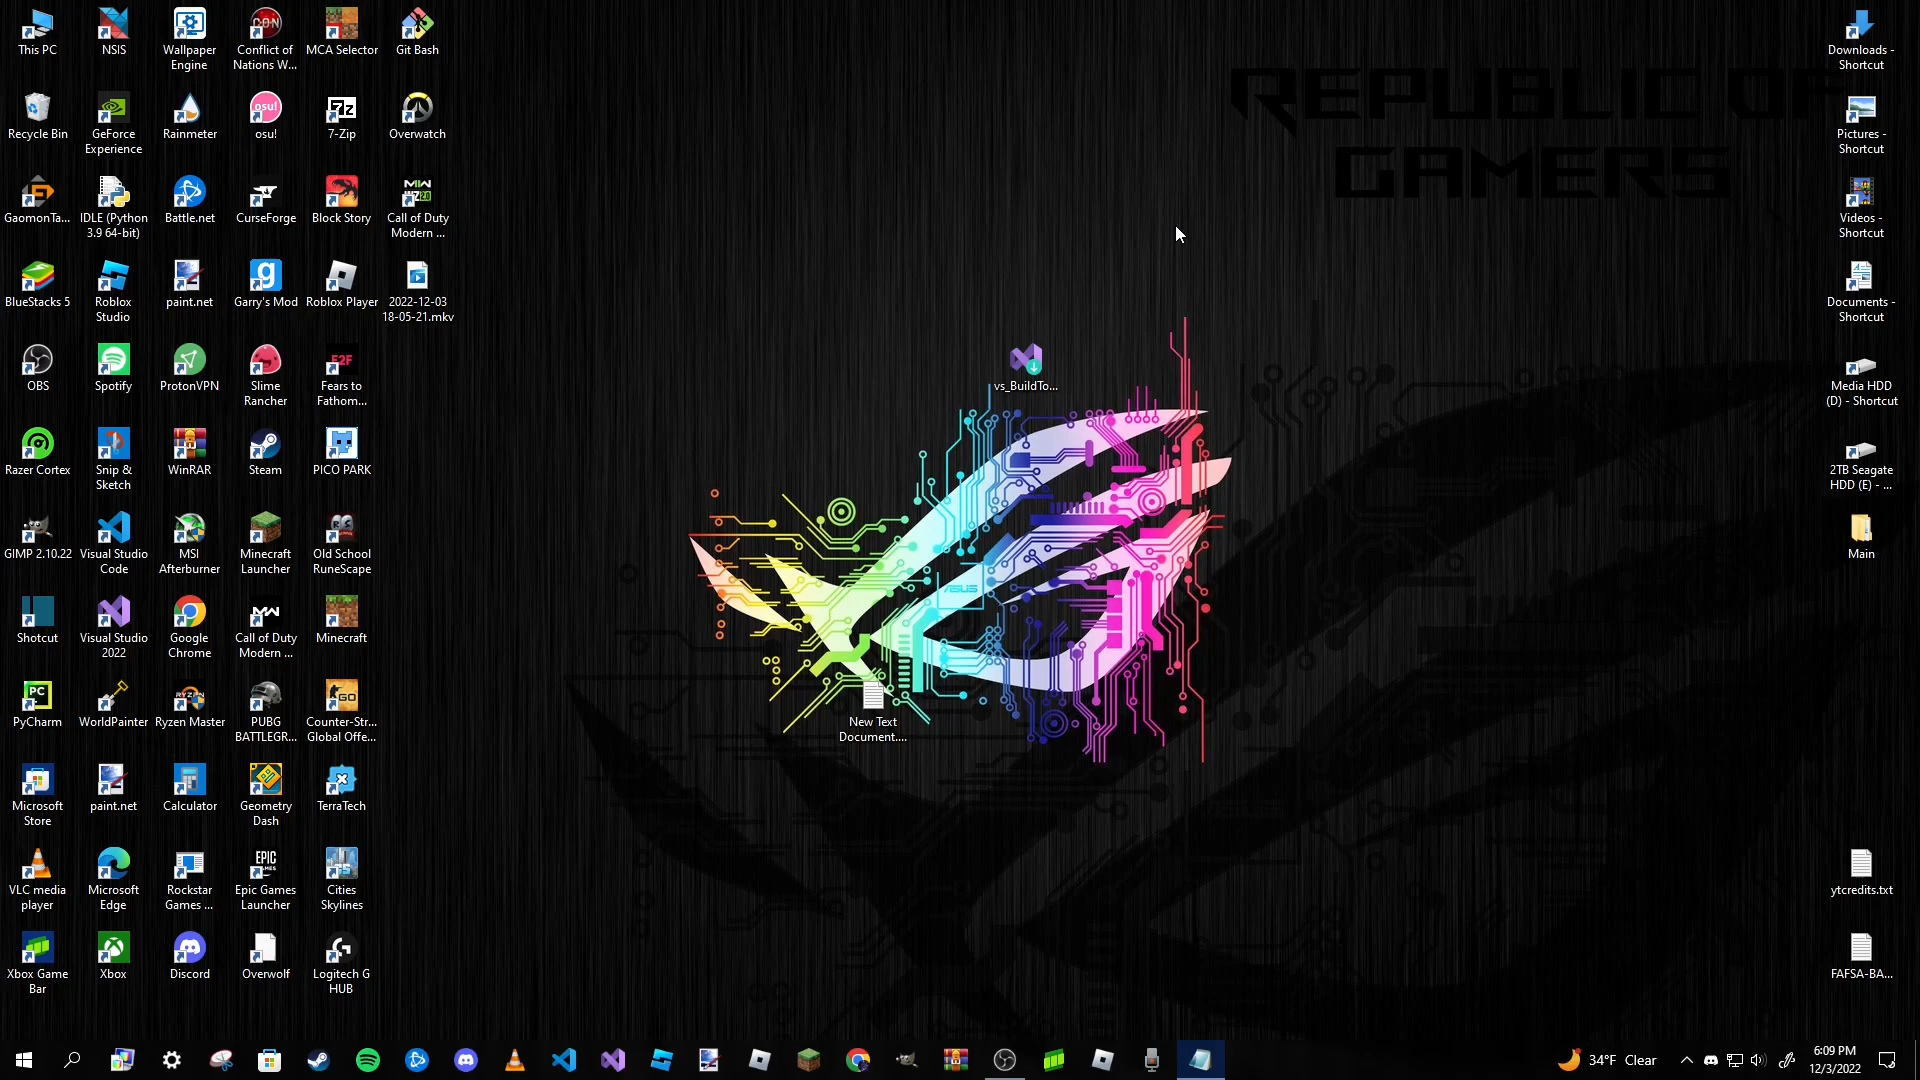 This PC
NSIS
Wallpaper
Engine
Conflict of
Nations W...
MCA Selector
Git Bash
Recycle Bin
GeForce
Experience
Rainmeter
osu!
osu!
7-Zip
7z
Overwatch
GaomonTa...
IDLE (Python
3.9 64-bit)
Battle.net
CurseForge
Block Story
Call of Duty
Modern ...
BlueStacks 5
Roblox
Studio
paint.net
Garry's Mod
Roblox Player
2022-12-03
18-05-21.mkv
OBS
Spotify
ProtonVPN
Slime
Rancher
F2F
Fears to
Fathom...
Razer Cortex
Snip &
Sketch
WinRAR
Steam
PICO PARK
GIMP 2.10.22
Visual Studio
Code
MSI
Afterburner
Minecraft
Launcher
Old School
RuneScape
Shotcut
Visual Studio
2022
Google
Chrome
Call of Duty
Modern ...
Minecraft
PyCharm
WorldPainter
Ryzen Master
PUBG
BATTLEGR...
Counter-Str...
Global Offe...
Microsoft
Store
paint.net
Calculator
Geometry
Dash
TerraTech
VLC media
player
Microsoft
Edge
Rockstar
Games ...
Epic Games
Launcher
Cities
Skylines
Xbox Game
Bar
Xbox
Discord
Overwolf
Logitech G
HUB
vs_BuildTo...
New Text
Document....
ASUS
REPUBLIC OF
GAMERS
Downloads -
Shortcut
Pictures -
Shortcut
Videos -
Shortcut
Documents -
Shortcut
Media HDD
(D) - Shortcut
2TB Seagate
HDD (E) - ...
Main
ytcredits.txt
FAFSA-BA...
34°F Clear
6:09 PM
12/3/2022